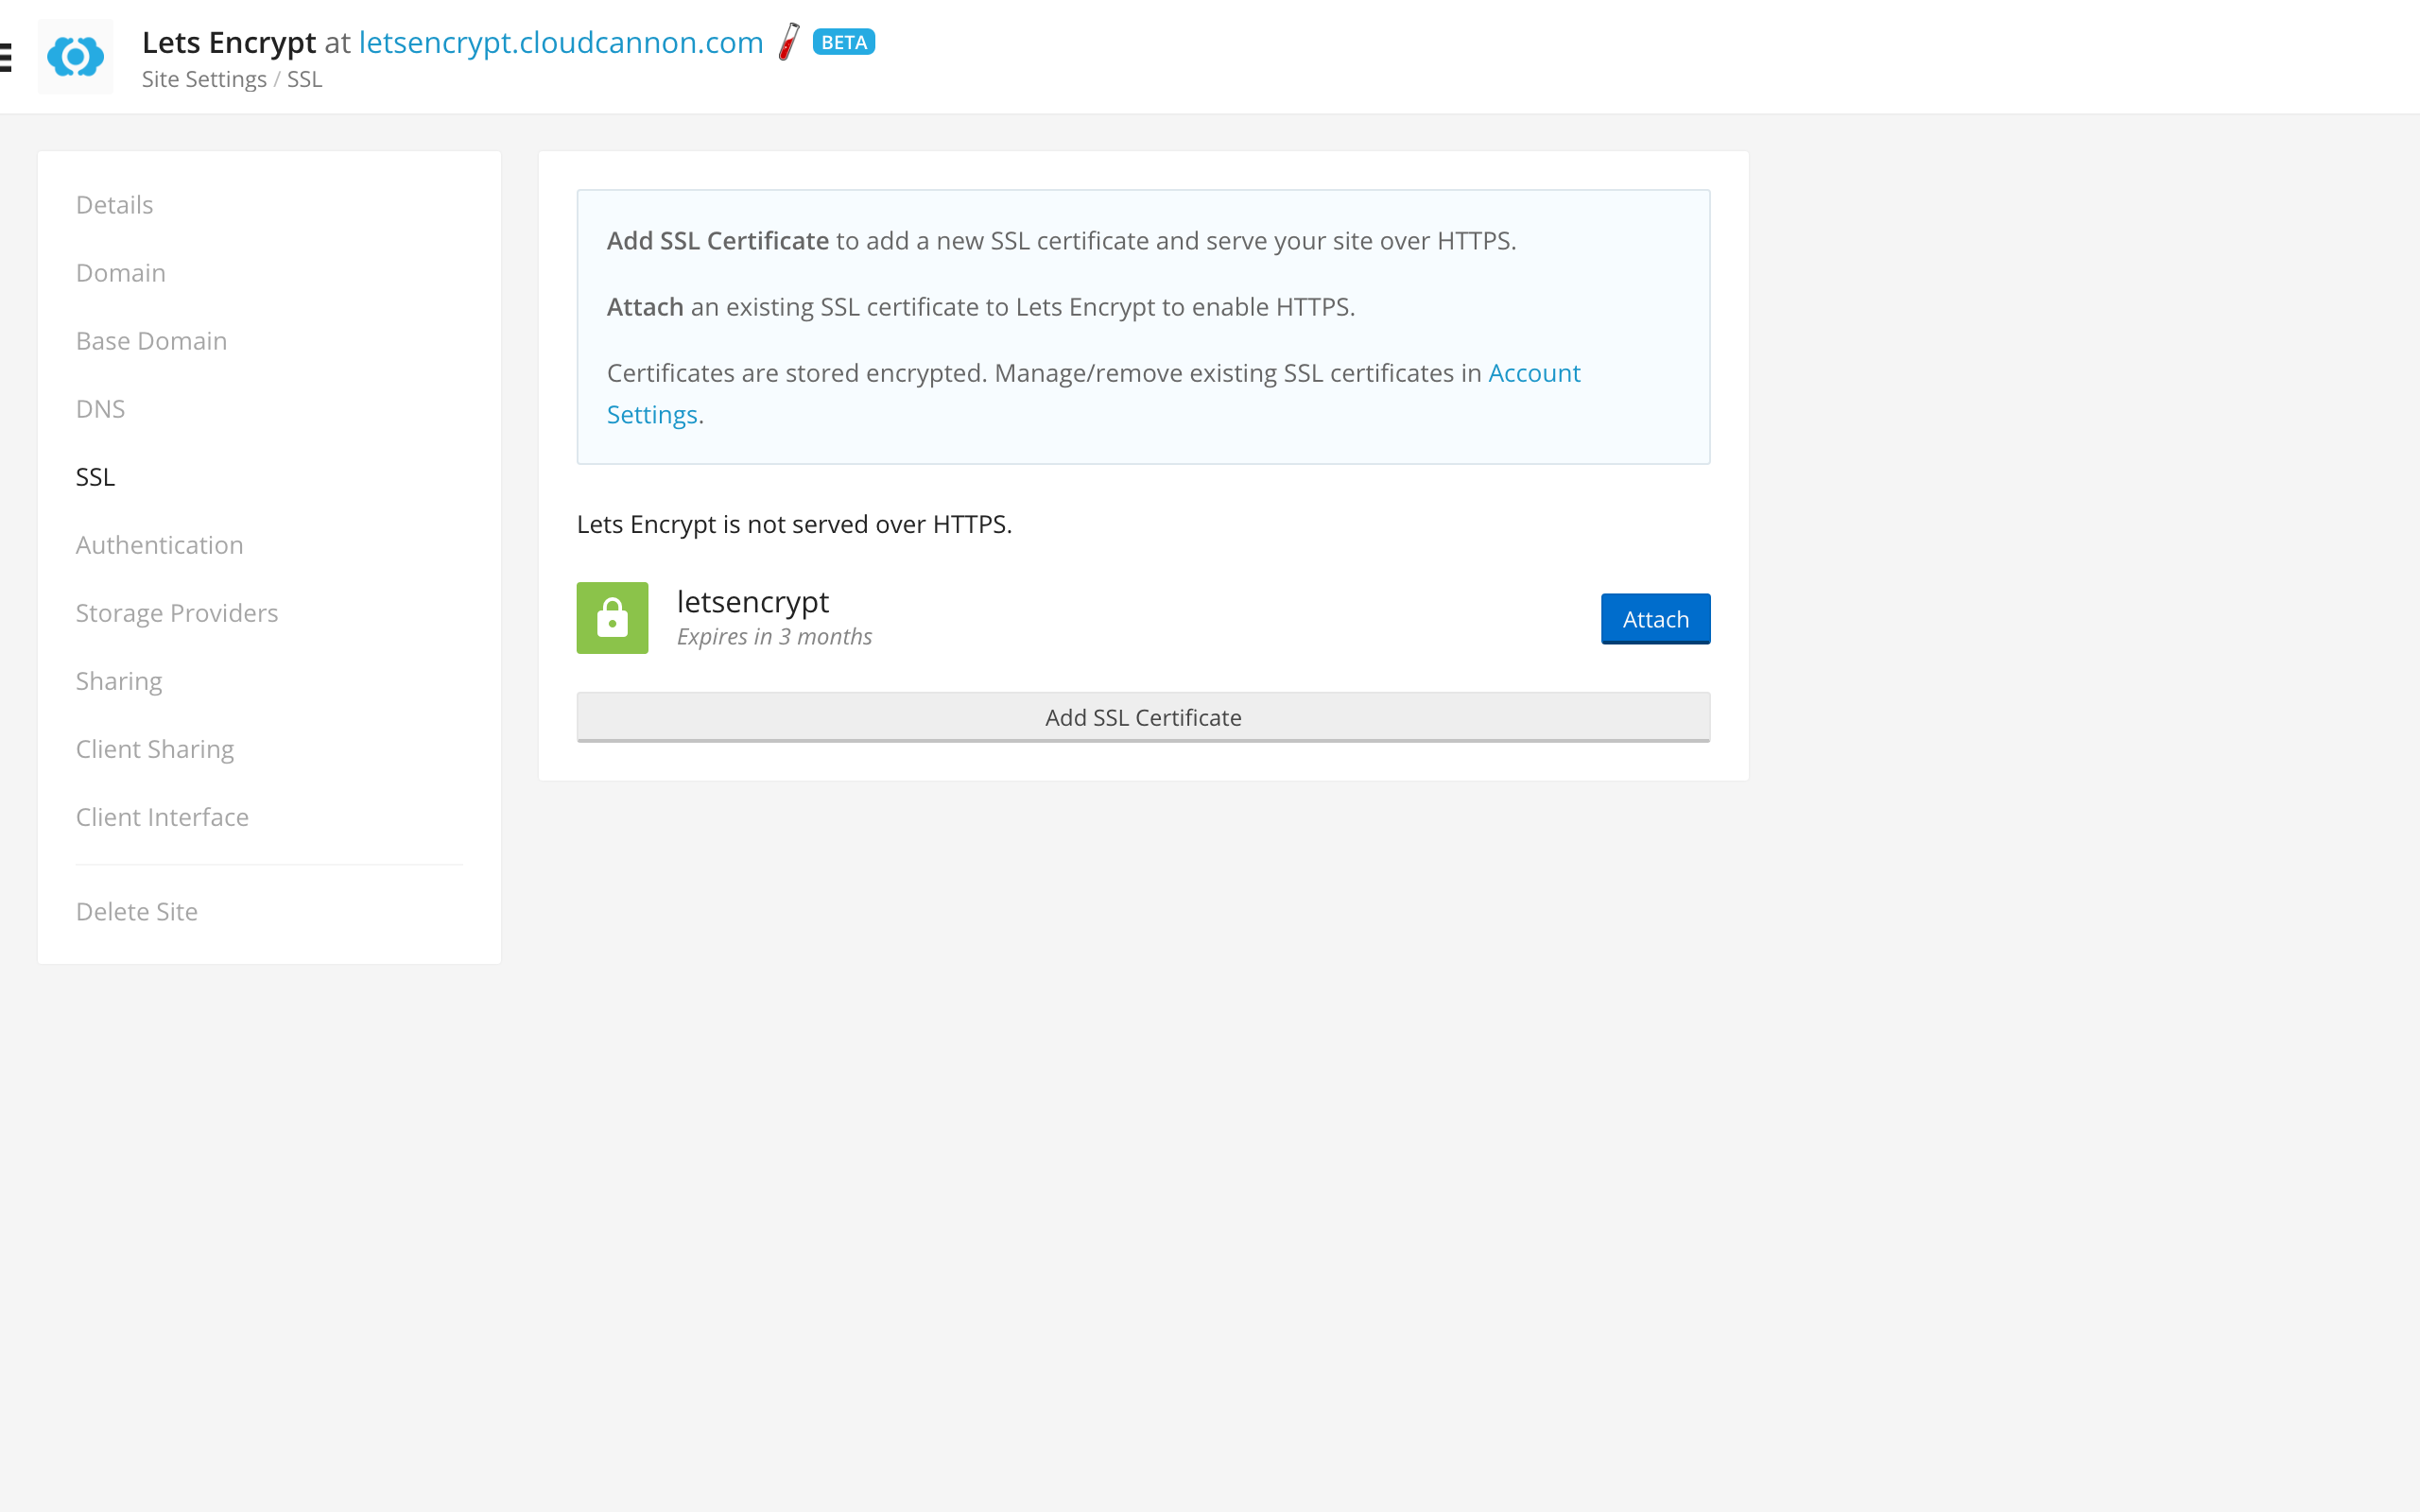 Lets Encrypt at letsencrypt.cloudcannon.com BETA
Site Settings / SSL
Details
Domain
Base Domain
DNS
SSL
Authentication
Storage Providers
Sharing
Client Sharing
Client Interface
Delete Site
Add SSL Certificate to add a new SSL certificate and serve your site over HTTPS.
Attach an existing SSL certificate to Lets Encrypt to enable HTTPS.
Certificates are stored encrypted. Manage/remove existing SSL certificates in Account
Settings.
Lets Encrypt is not served over HTTPS.
letsencrypt
Expires in 3 months
Attach
Add SSL Certificate